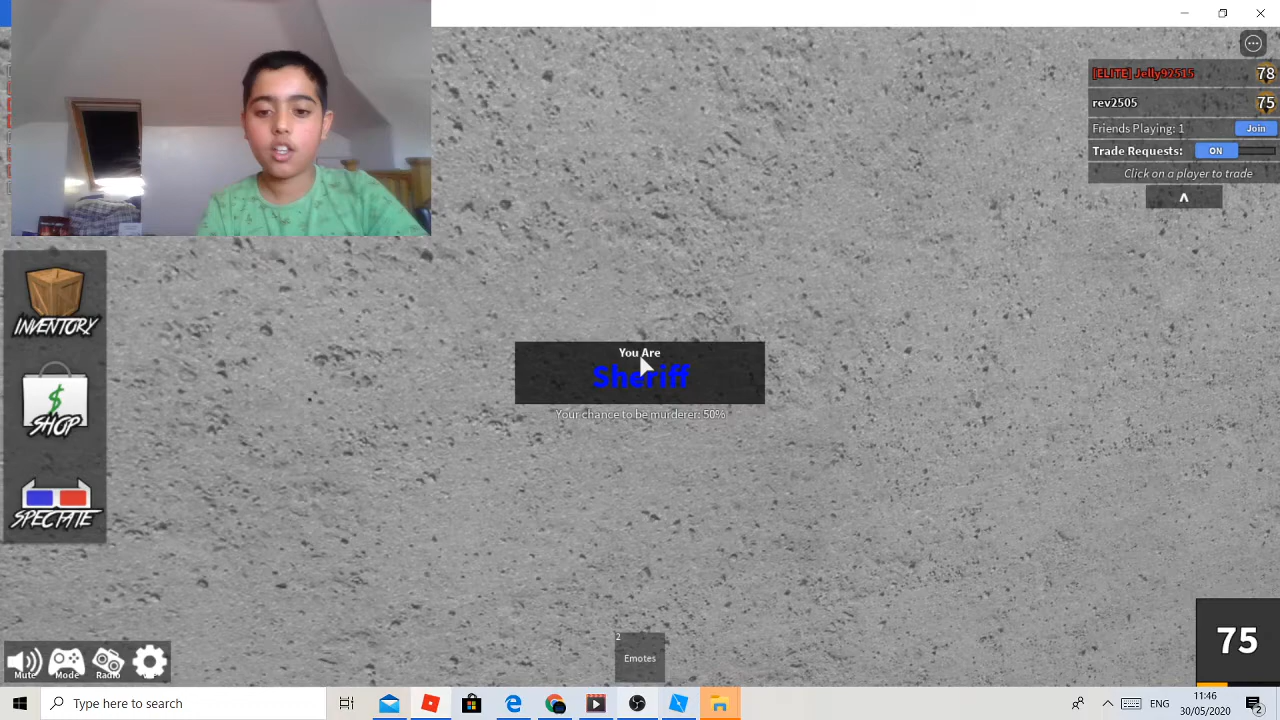 [ELITE] Jelly92515 78
rev2505 75
Friends Playing: 1 Join
Trade Requests: ON
Click on a player to trade
INVENTORY
SHOP
SPECTATE
You Are
Sheriff
Your chance to be murderer: 50%
2
Emotes
75
Mute Mode Radio
Type here to search
ENG
11:46
30/05/2020
2